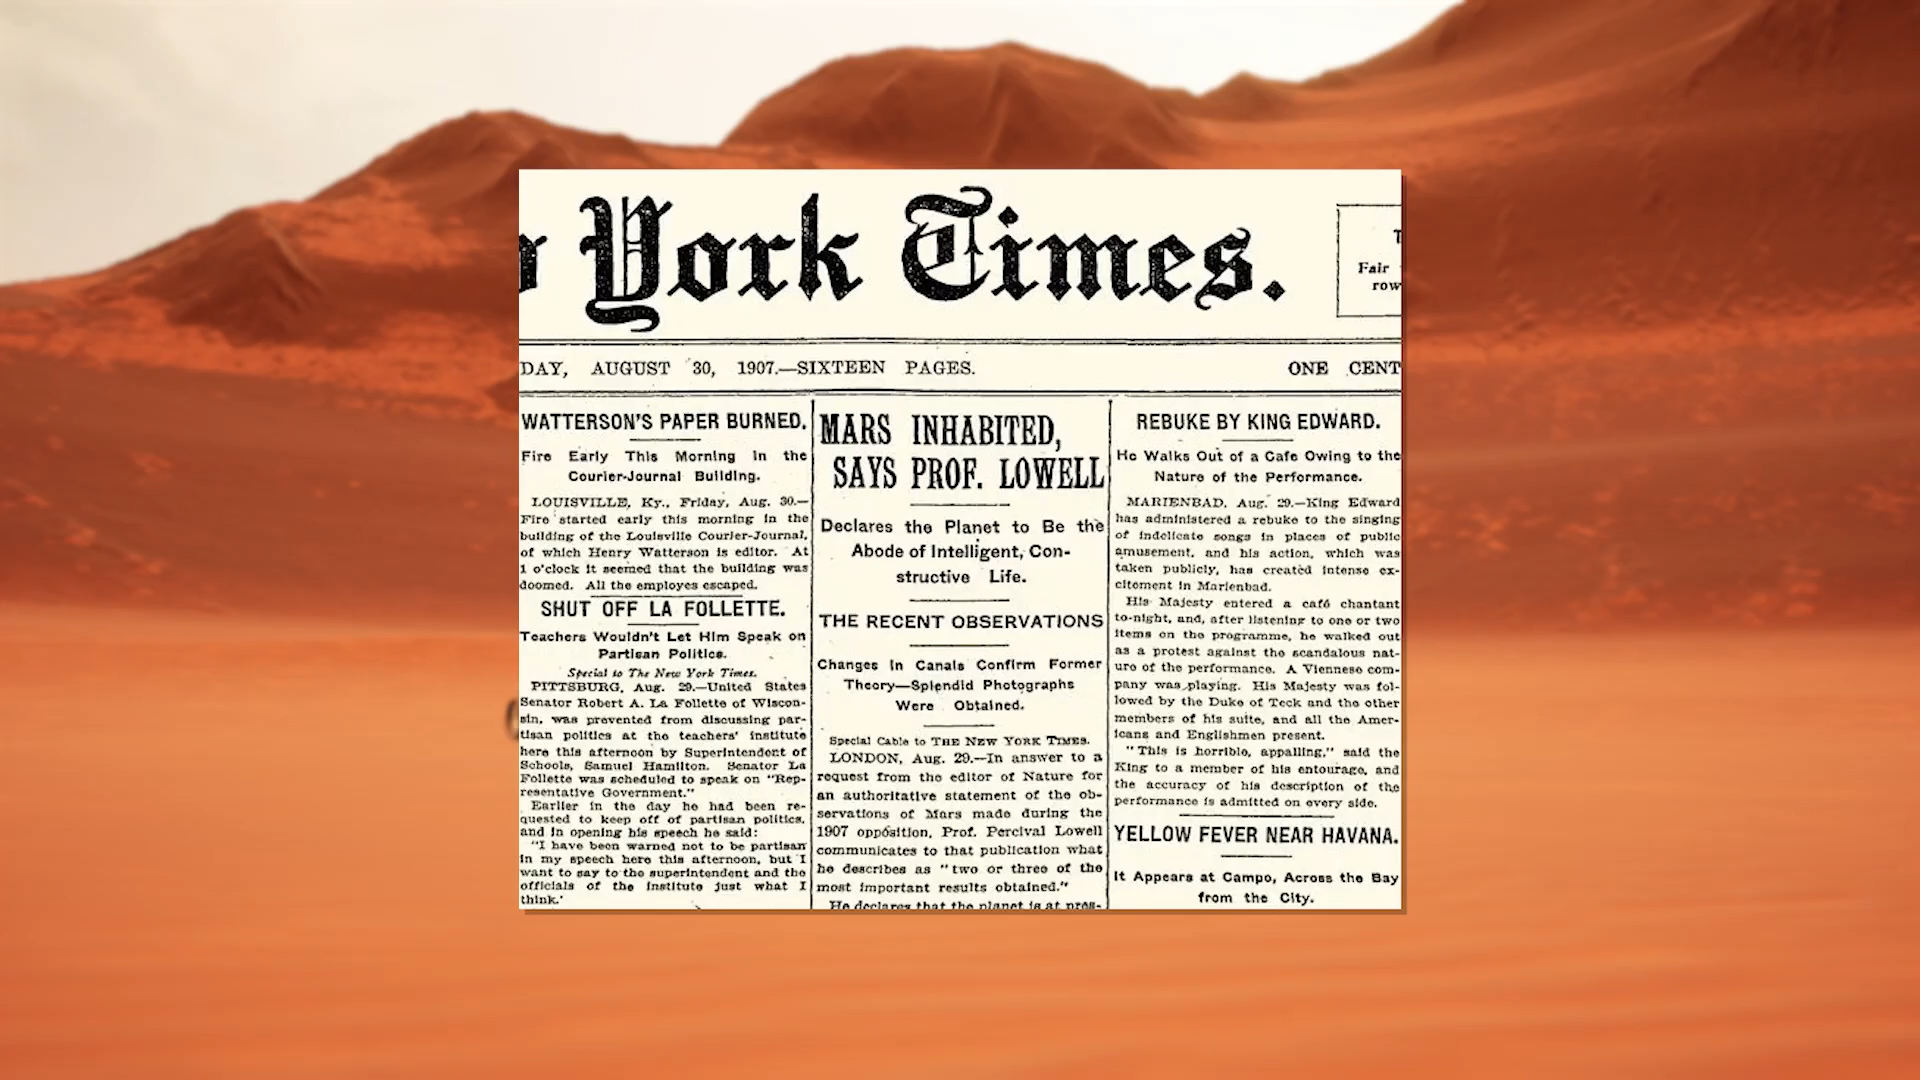 York Times.
Fair
row
DAY, AUGUST 30, 1907.—SIXTEEN PAGES.
ONE CENT
WATTERSON'S PAPER BURNED.
Fire Early This Morning in the
Courier-Journal Building.
LOUISVILLE, Ky., Friday, Aug. 30.—
Fire started early this morning in the
building of the Louisville Courier-Journal,
of which Henry Watterson is editor. At
1 o'clock it seemed that the building was
doomed. All the employes escaped.
SHUT OFF LA FOLLETTE.
Teachers Wouldn't Let Him Speak on
Partisan Politics.
Special to The New York Times.
PITTSBURG, Aug. 29.—United States
Senator Robert A. La Follette of Wiscon-
sin, was prevented from discussing par-
tisan politics at the teachers' institute
here this afternoon by Superintendent of
Schools, Samuel Hamilton. Senator La
Follette was scheduled to speak on "Rep-
resentative Government."
Earlier in the day he had been re-
quested to keep off of partisan politics,
and in opening his speech he said:
"I have been warned not to be partisan
in my speech here this afternoon, but I
want to say to the superintendent and the
officials of the institute just what I
think.'
MARS INHABITED,
SAYS PROF. LOWELL
Declares the Planet to Be the
Abode of Intelligent, Con-
structive Life.
THE RECENT OBSERVATIONS
Changes in Canals Confirm Former
Theory—Splendid Photographs
Were Obtained.
Special Cable to THE NEW YORK TIMES.
LONDON, Aug. 29.—In answer to a
request from the editor of Nature for
an authoritative statement of the ob-
servations of Mars made during the
1907 opposition, Prof. Percival Lowell
communicates to that publication what
he describes as "two or three of the
most important results obtained."
He declares that the planet is at pres-
REBUKE BY KING EDWARD.
He Walks Out of a Cafe Owing to the
Nature of the Performance.
MARIENBAD, Aug. 29.—King Edward
has administered a rebuke to the singing
of indelicate songs in places of public
amusement, and his action, which was
taken publicly, has created intense ex-
citement in Marienbad.
His Majesty entered a café chantant
to-night, and, after listening to one or two
items on the programme, he walked out
as a protest against the scandalous nat-
ure of the performance. A Viennese com-
pany was playing. His Majesty was fol-
lowed by the Duke of Teck and the other
members of his suite, and all the Amer-
icans and Englishmen present.
"This is horrible, appalling," said the
King to a member of his entourage, and
the accuracy of his description of the
performance is admitted on every side.
YELLOW FEVER NEAR HAVANA.
It Appears at Campo, Across the Bay
from the City.